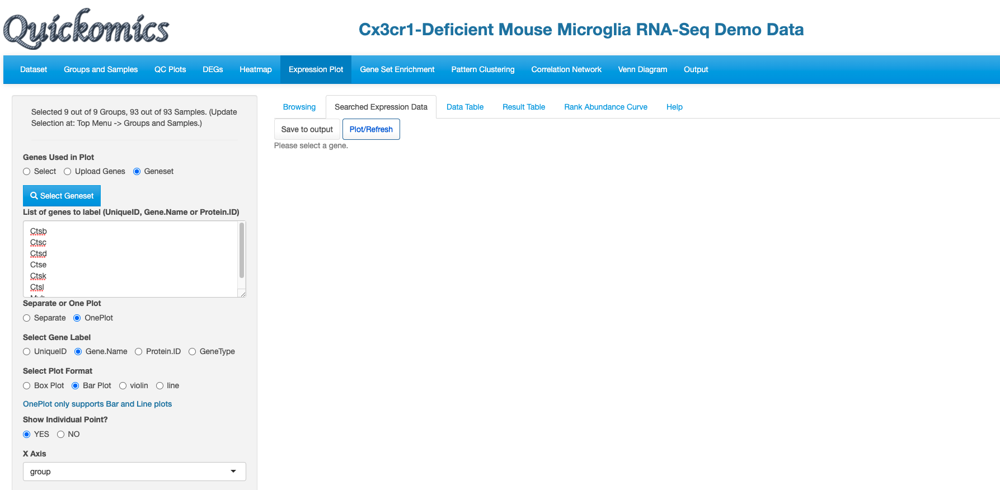 Quickomics
Cx3cr1-Deficient Mouse Microglia RNA-Seq Demo Data
Dataset Groups and Samples QC Plots DEGs Heatmap Expression Plot Gene Set Enrichment Pattern Clustering Correlation Network Venn Diagram Output
Selected 9 out of 9 Groups, 93 out of 93 Samples. (Update
Selection at: Top Menu -> Groups and Samples.)
Genes Used in Plot
Select Upload Genes Geneset
Select Geneset
List of genes to label (UniqueID, Gene.Name or Protein.ID)
Ctsb
Ctsc
Ctsd
Ctse
Ctsk
Ctsl
Separate or One Plot
Separate OnePlot
Select Gene Label
UniqueID Gene.Name Protein.ID GeneType
Select Plot Format
Box Plot Bar Plot violin line
OnePlot only supports Bar and Line plots
Show Individual Point?
YES NO
X Axis
group
Browsing Searched Expression Data Data Table Result Table Rank Abundance Curve Help
Save to output Plot/Refresh
Please select a gene.